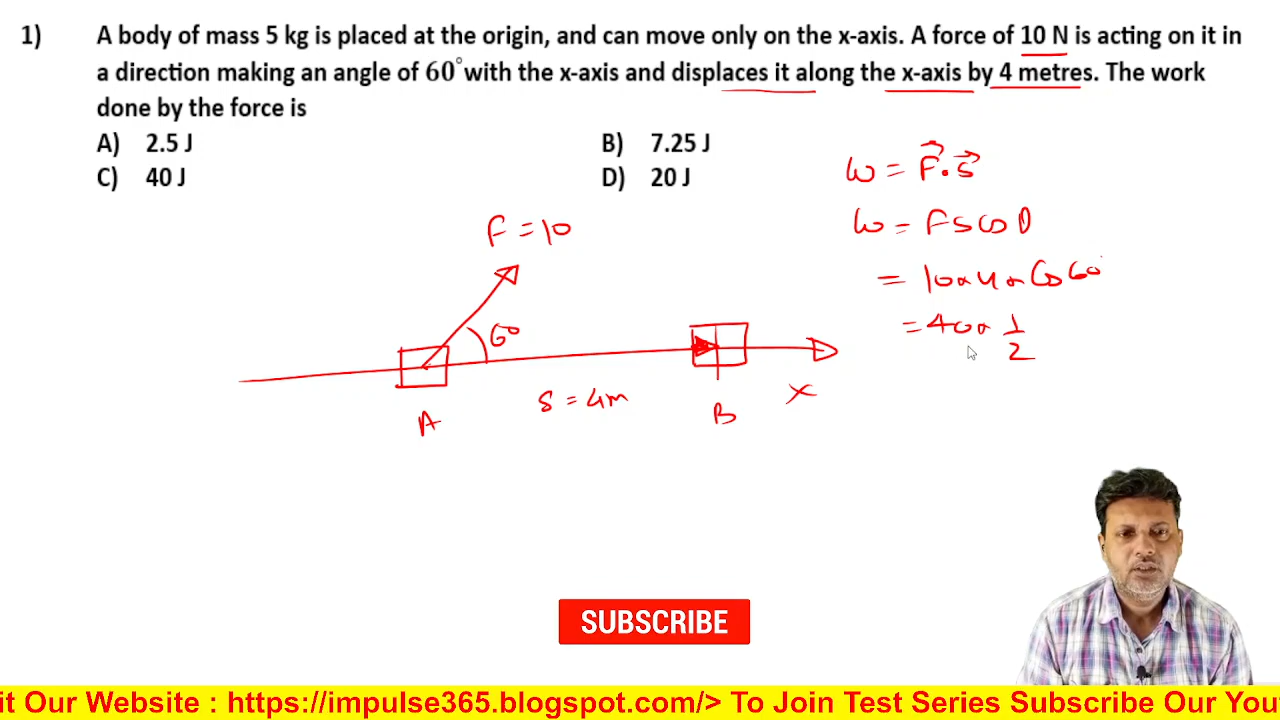 1) A body of mass 5 kg is placed at the origin, and can move only on the x-axis. A force of 10 N is acting on it in
a direction making an angle of 60° with the x-axis and displaces it along the x-axis by 4 metres. The work
done by the force is
A) 2.5 J B) 7.25 J
C) 40 J D) 20 J
W = F⃗.s⃗
W = FS cos θ
= 10 × 4 × Cos 60°
= 40 × 1/2
F = 10
60
S = 4m
A
B
X
SUBSCRIBE
it Our Website : https://impulse365.blogspot.com/> To Join Test Series Subscribe Our You